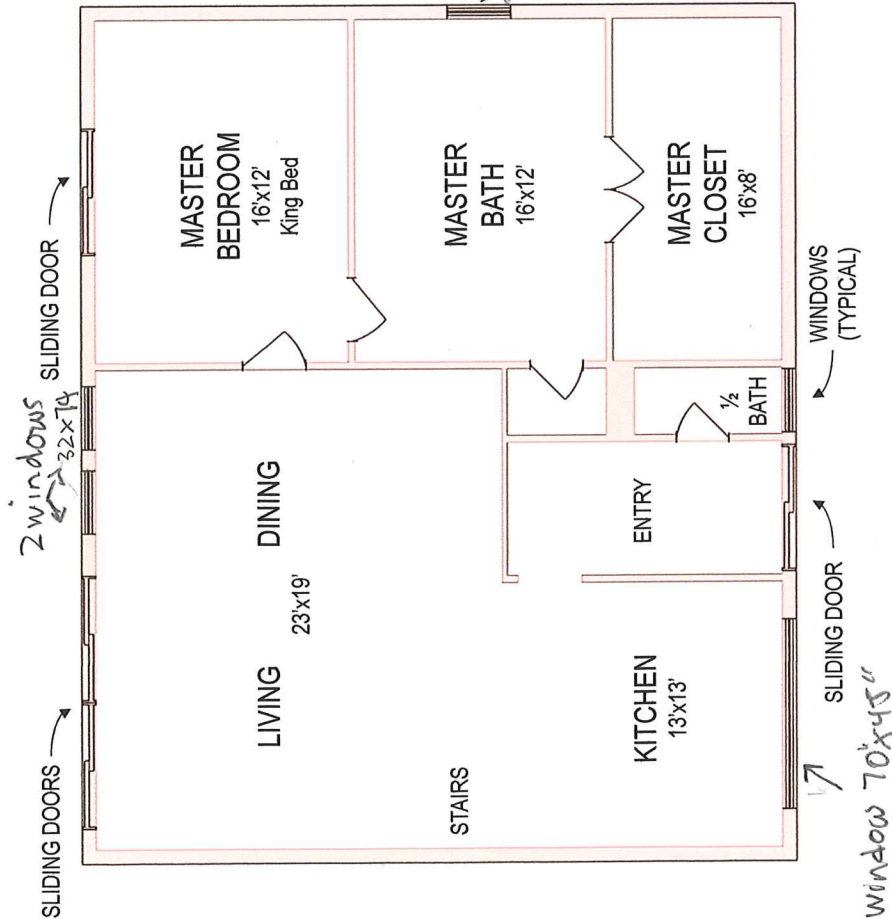 SLIDING DOORS
2 windows
32x74
SLIDING DOOR
LIVING
DINING
23'x19'
MASTER
BEDROOM
16'x12'
King Bed
STAIRS
MASTER
BATH
16'x12'
KITCHEN
13'x13'
ENTRY
½
BATH
MASTER
CLOSET
16'x8'
SLIDING DOOR
WINDOWS
(TYPICAL)
window 70"x45"